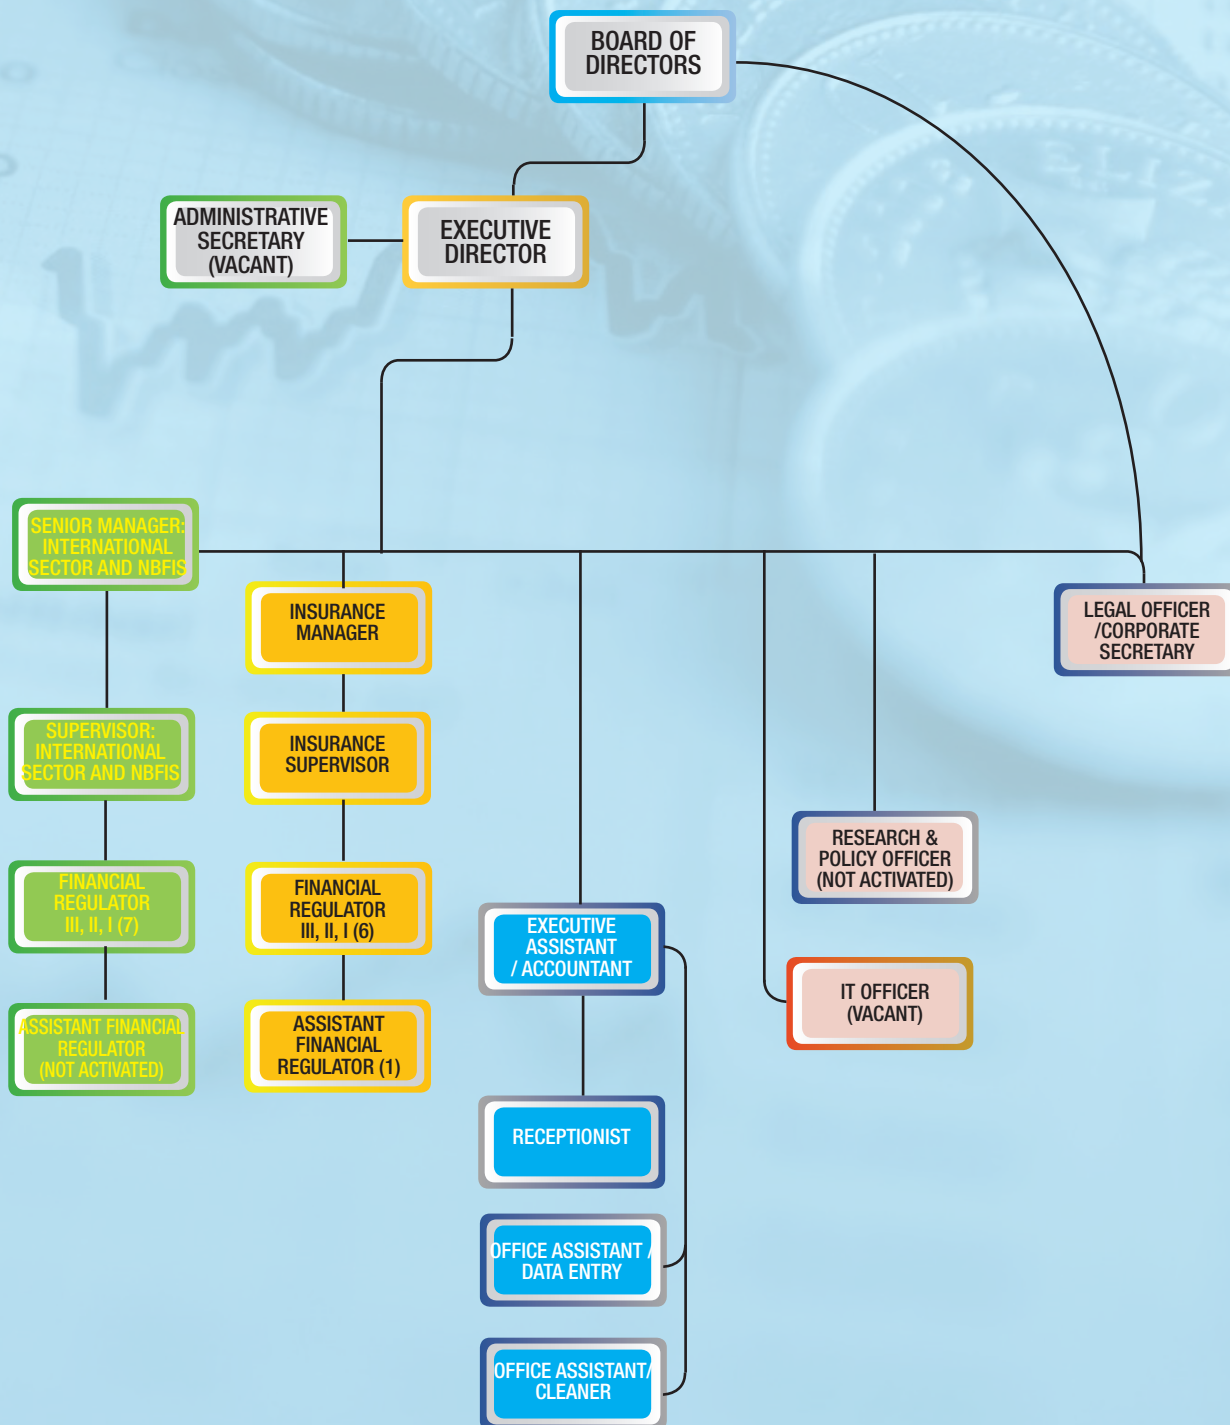 BOARD OF
DIRECTORS
ADMINISTRATIVE
SECRETARY
(VACANT)
EXECUTIVE
DIRECTOR
SENIOR MANAGER:
INTERNATIONAL
SECTOR AND NBFIS
INSURANCE
MANAGER
LEGAL OFFICER
/CORPORATE
SECRETARY
SUPERVISOR:
INTERNATIONAL
SECTOR AND NBFIS
INSURANCE
SUPERVISOR
RESEARCH &
POLICY OFFICER
(NOT ACTIVATED)
FINANCIAL
REGULATOR
III, II, I (7)
FINANCIAL
REGULATOR
III, II, I (6)
EXECUTIVE
ASSISTANT
/ ACCOUNTANT
IT OFFICER
(VACANT)
ASSISTANT FINANCIAL
REGULATOR
(NOT ACTIVATED)
ASSISTANT
FINANCIAL
REGULATOR (1)
RECEPTIONIST
OFFICE ASSISTANT /
DATA ENTRY
OFFICE ASSISTANT/
CLEANER